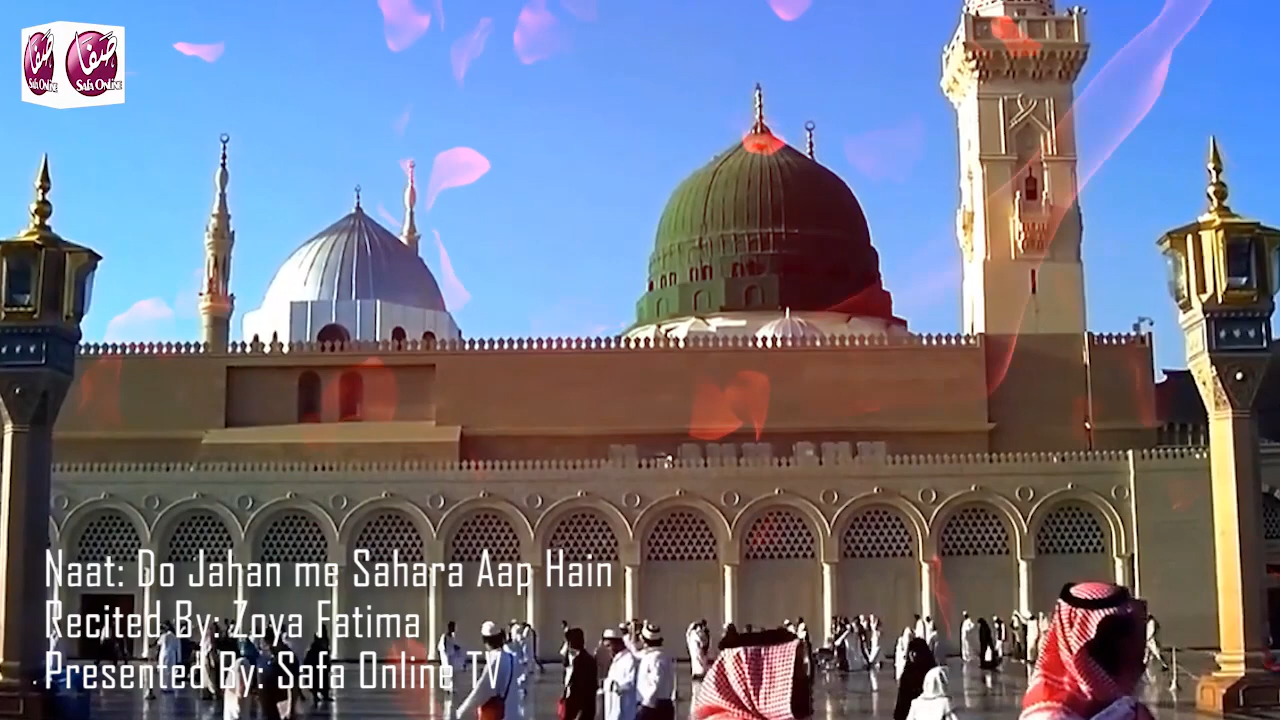 صفا صفا
Safa Online Safa Online
Naat: Do Jahan me Sahara Aap Hain
Recited By: Zoya Fatima
Presented By: Safa Online TV